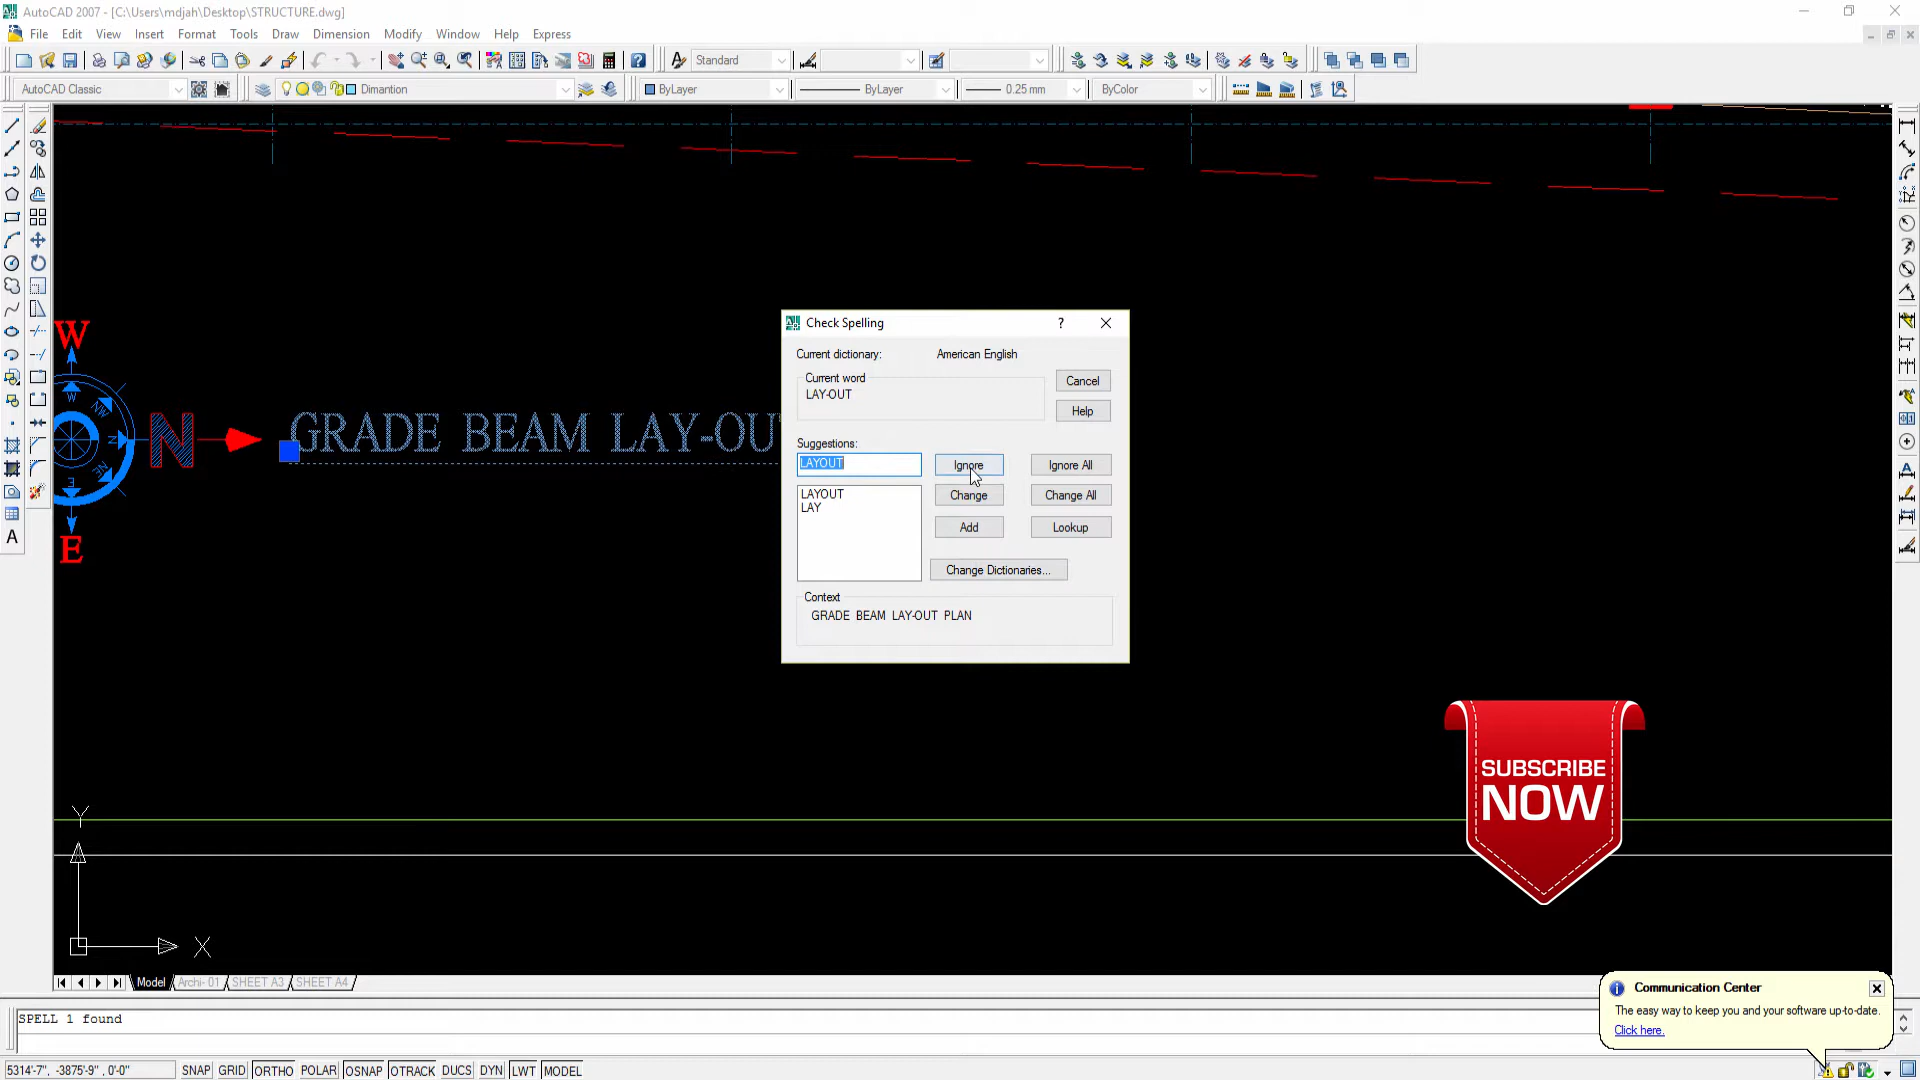 AutoCAD 2007 - [C:\Users\mdjah\Desktop\STRUCTURE.dwg]
File Edit View Insert Format Tools Draw Dimension Modify Window Help Express
Standard
AutoCAD Classic Dimantion ByLayer ByLayer 0.25 mm ByColor
W
N
E
GRADE BEAM LAY-OU
Check Spelling
Current dictionary: American English
Current word
LAY-OUT
Cancel
Help
Suggestions:
LAYOUT
Ignore Ignore All
LAYOUT
LAY
Change Change All
Add Lookup
Change Dictionaries...
Context
GRADE BEAM LAY-OUT PLAN
SUBSCRIBE
NOW
Y
X
Model Archi- 01 SHEET A3 SHEET A4
Communication Center
The easy way to keep you and your software up-to-date.
Click here.
SPELL 1 found
5314'-7", -3875'-9" , 0'-0" SNAP GRID ORTHO POLAR OSNAP OTRACK DUCS DYN LWT MODEL